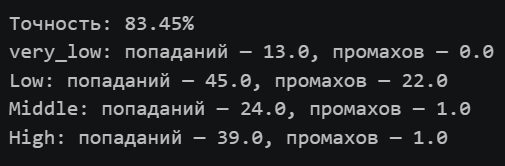 Точность: 83.45%
very_low: попаданий — 13.0, промахов — 0.0
Low: попаданий — 45.0, промахов — 22.0
Middle: попаданий — 24.0, промахов — 1.0
High: попаданий — 39.0, промахов — 1.0